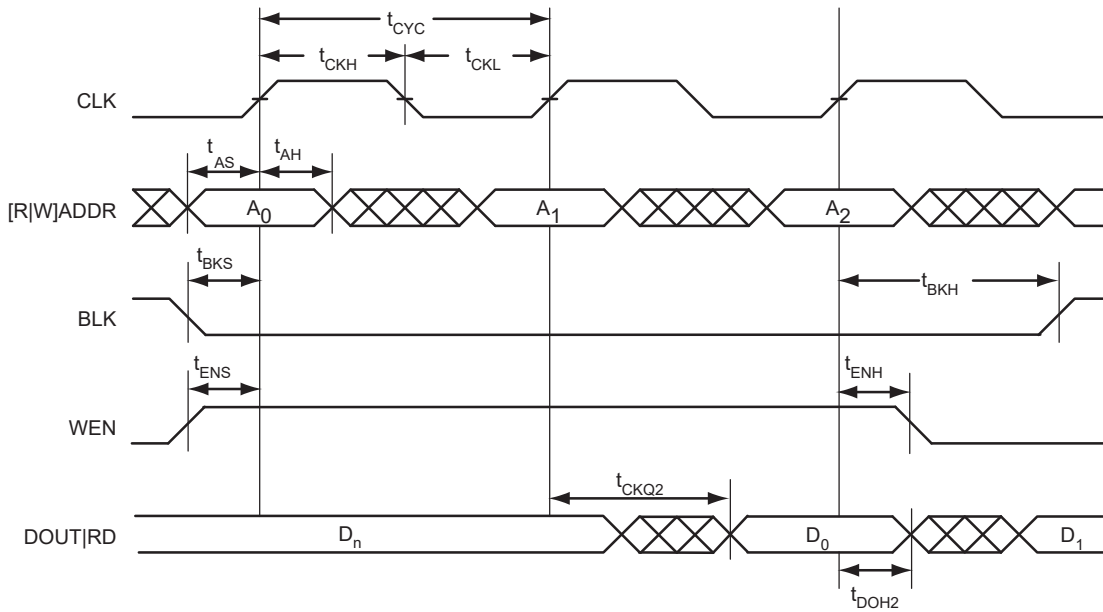 tCYC
tCKH
tCKL
CLK
tAS
tAH
[R|W]ADDR
A0
A1
A2
tBKS
tBKH
BLK
tENS
tENH
WEN
tCKQ2
DOUT|RD
Dn
D0
D1
tDOH2